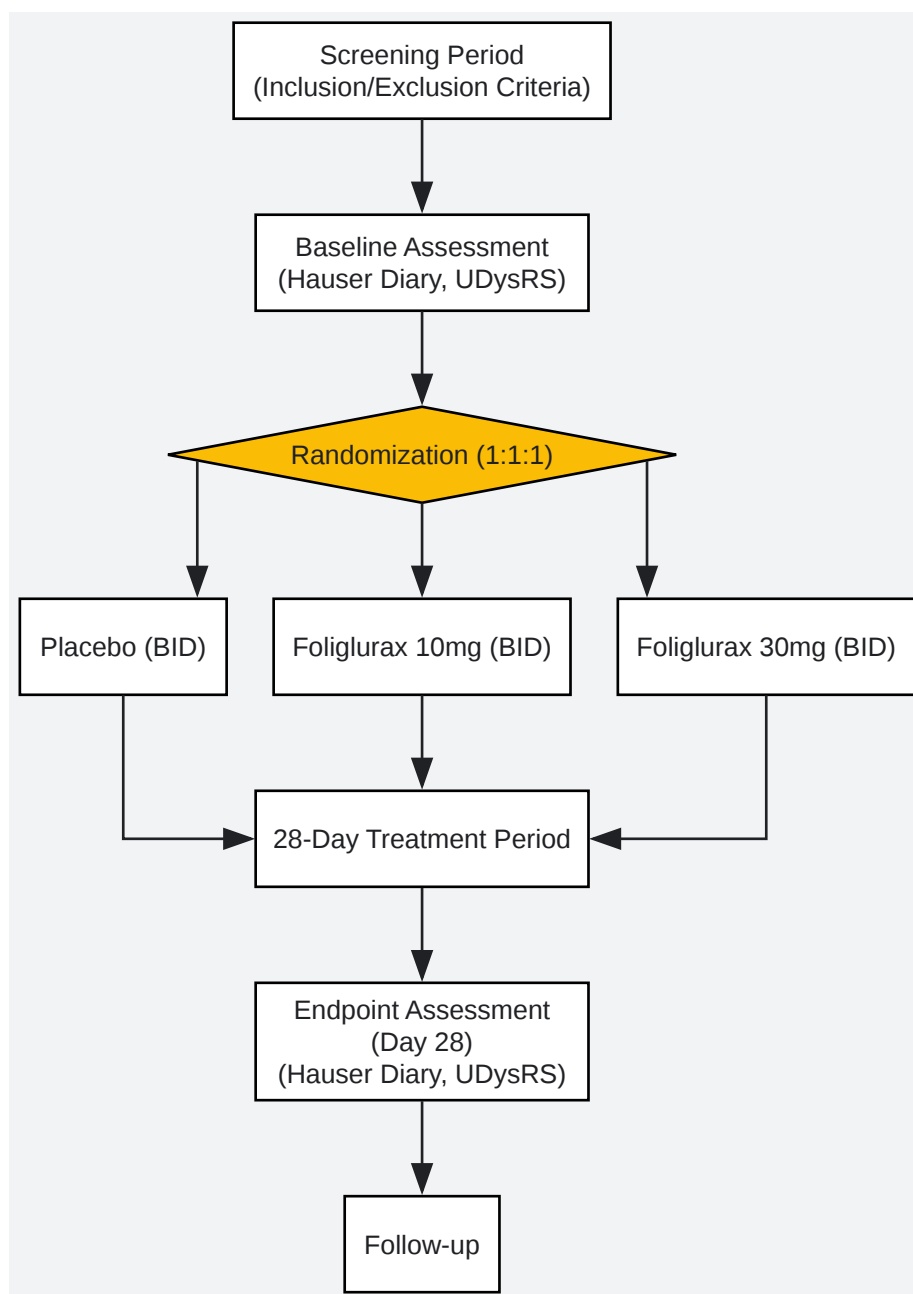 Screening Period
(Inclusion/Exclusion Criteria)
Baseline Assessment
(Hauser Diary, UDysRS)
Randomization (1:1:1)
Placebo (BID)
Foliglurax 10mg (BID)
Foliglurax 30mg (BID)
28-Day Treatment Period
Endpoint Assessment
(Day 28)
(Hauser Diary, UDysRS)
Follow-up